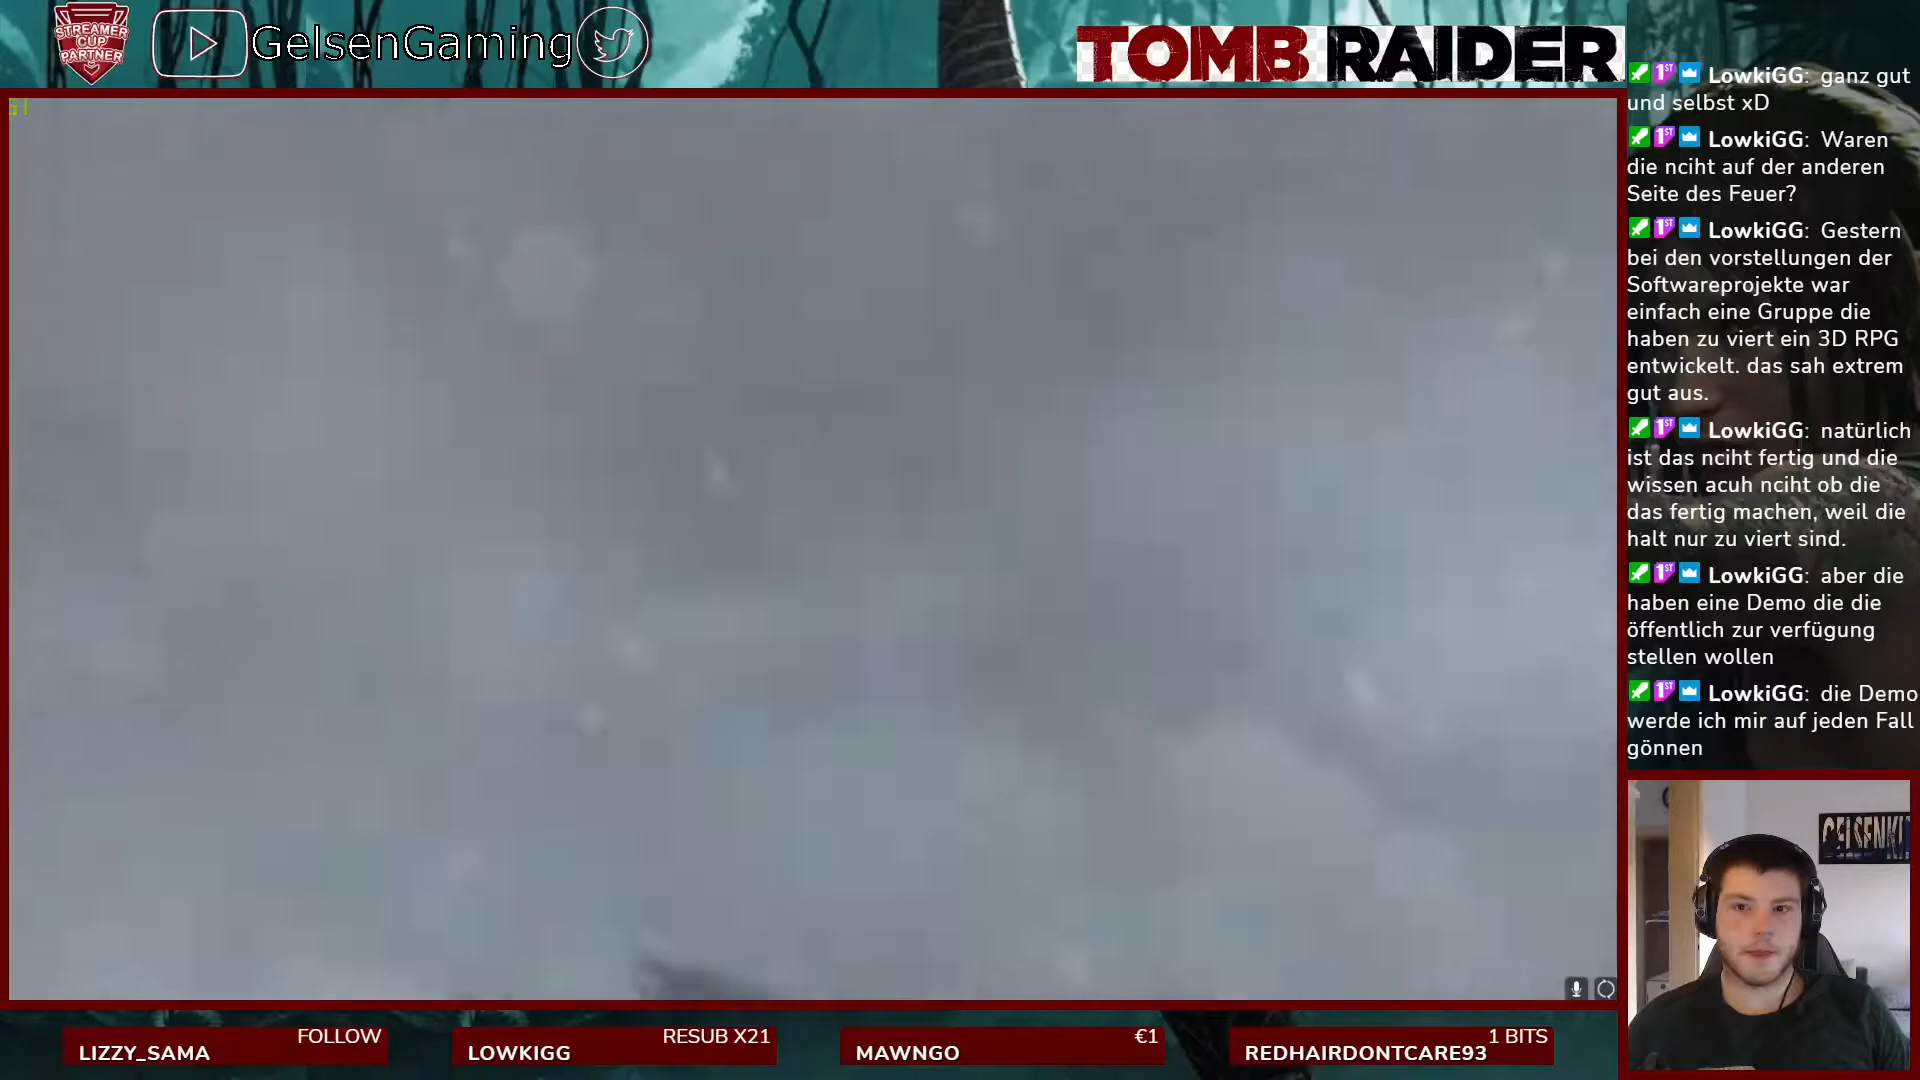 STREAMER
CUP
PARTNER
GelsenGaming
TOMB RAIDER
LowkiGG: ganz gut
und selbst xD
LowkiGG: Waren
die nciht auf der anderen
Seite des Feuer?
LowkiGG: Gestern
bei den vorstellungen der
Softwareprojekte war
einfach eine Gruppe die
haben zu viert ein 3D RPG
entwickelt. das sah extrem
gut aus.
LowkiGG: natürlich
ist das nciht fertig und die
wissen acuh nciht ob die
das fertig machen, weil die
halt nur zu viert sind.
LowkiGG: aber die
haben eine Demo die die
öffentlich zur verfügung
stellen wollen
LowkiGG: die Demo
werde ich mir auf jeden Fall
gönnen
FOLLOW
LIZZY_SAMA
RESUB X21
LOWKIGG
€1
MAWNGO
1 BITS
REDHAIRDONTCARE93